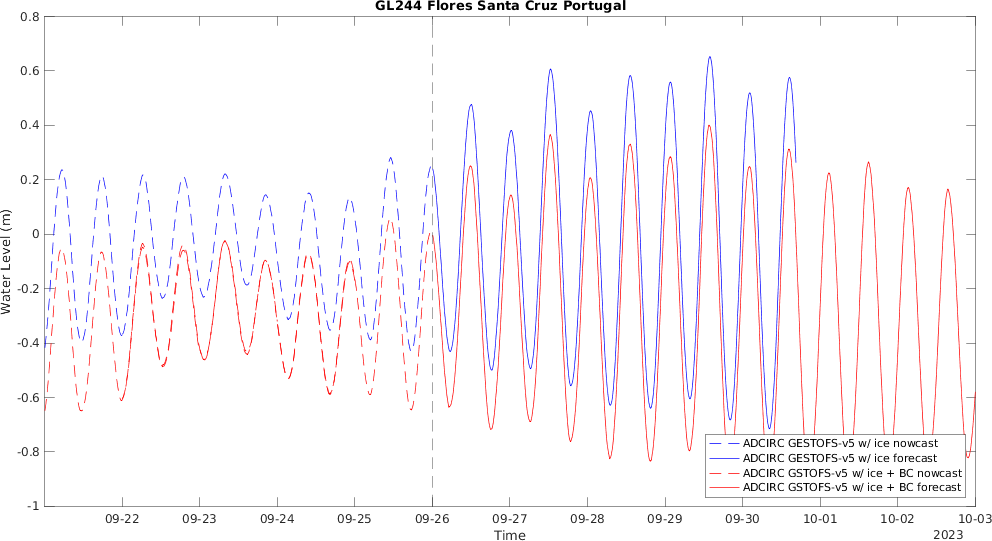 GL244 Flores Santa Cruz Portugal
Water Level (m)
0.8
0.6
0.4
0.2
0
-0.2
-0.4
-0.6
-0.8
-1
ADCIRC GESTOFS-v5 w/ ice nowcast
ADCIRC GESTOFS-v5 w/ ice forecast
ADCIRC GSTOFS-v5 w/ ice + BC nowcast
ADCIRC GSTOFS-v5 w/ ice + BC forecast
09-22 09-23 09-24 09-25 09-26 09-27 09-28 09-29 09-30 10-01 10-02 10-03
Time
2023